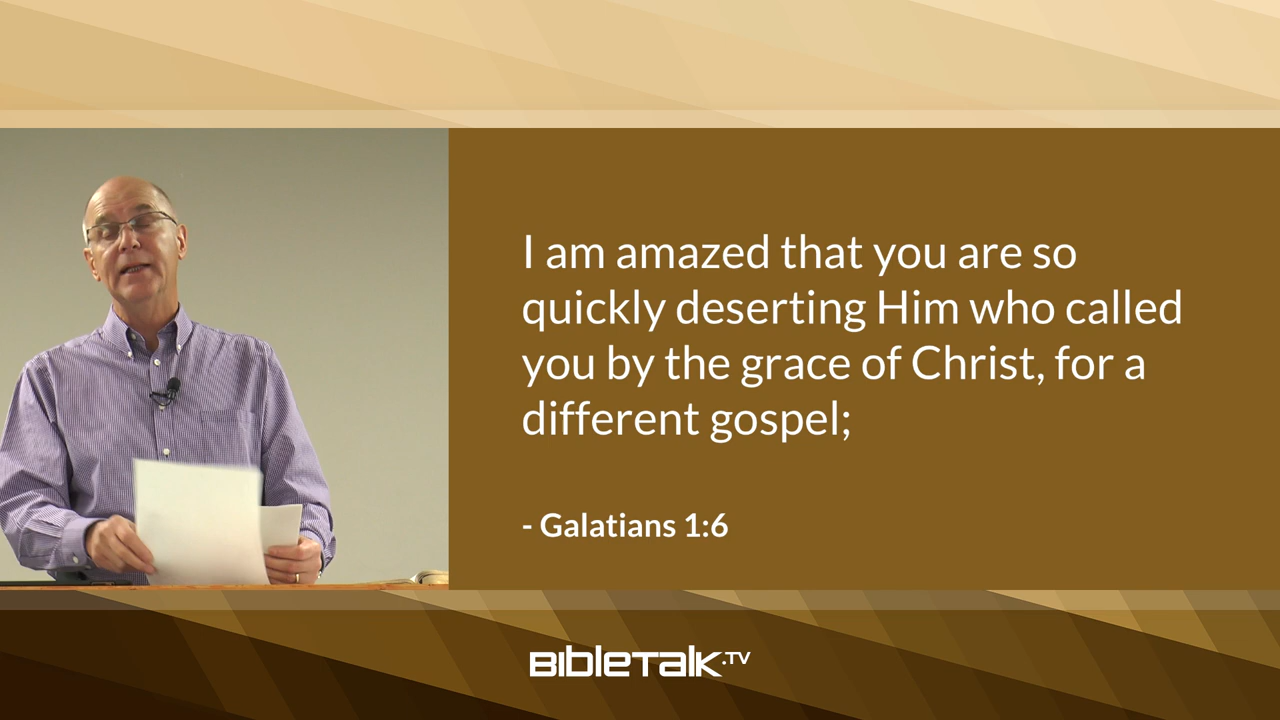 I am amazed that you are so
quickly deserting Him who called
you by the grace of Christ, for a
different gospel;
- Galatians 1:6
BIBLETALK.TV